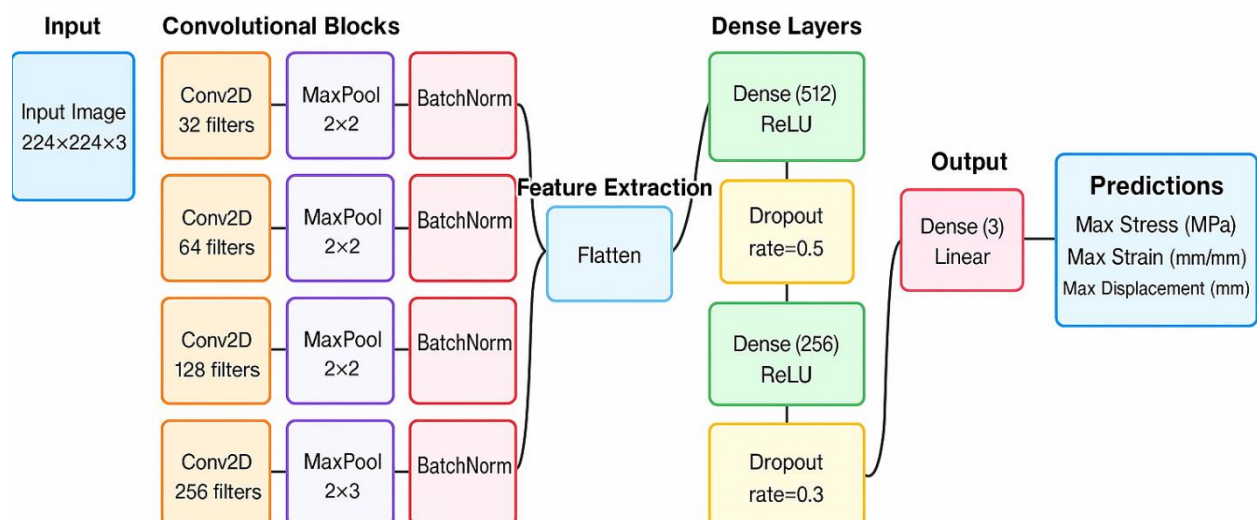 Input
Input Image
224×224×3
Convolutional Blocks
Conv2D
32 filters
MaxPool
2×2
BatchNorm
Conv2D
64 filters
MaxPool
2×2
BatchNorm
Conv2D
128 filters
MaxPool
2×2
BatchNorm
Conv2D
256 filters
MaxPool
2×3
BatchNorm
Feature Extraction
Flatten
Dense Layers
Dense (512)
ReLU
Dropout
rate=0.5
Dense (256)
ReLU
Dropout
rate=0.3
Output
Dense (3)
Linear
Predictions
Max Stress (MPa)
Max Strain (mm/mm)
Max Displacement (mm)